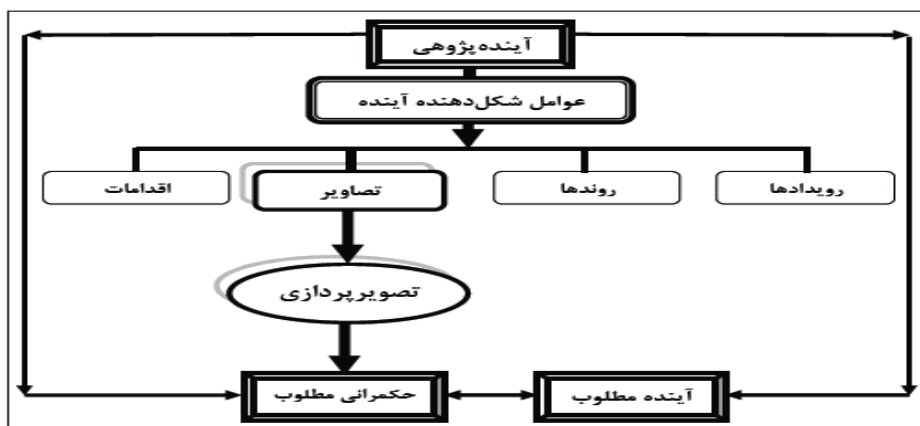 آینده‌پژوهی
عوامل شکل‌دهنده آینده
رویدادها
روندها
تصاویر
اقدامات
تصویرپردازی
آینده مطلوب
حکمرانی مطلوب